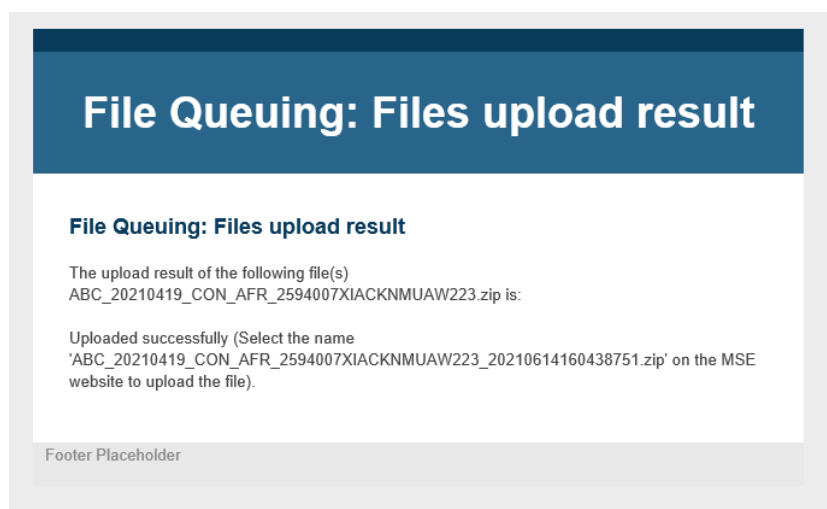 File Queuing: Files upload result
File Queuing: Files upload result
The upload result of the following file(s)
ABC_20210419_CON_AFR_2594007XIACKNMUAW223.zip is:
Uploaded successfully (Select the name
'ABC_20210419_CON_AFR_2594007XIACKNMUAW223_20210614160438751.zip' on the MSE
website to upload the file).
Footer Placeholder